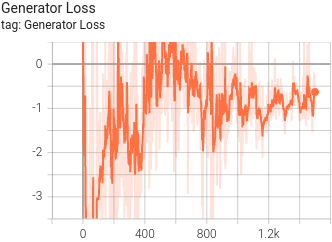 Generator Loss
tag: Generator Loss
0
-1
-2
-3
0 400 800 1.2k